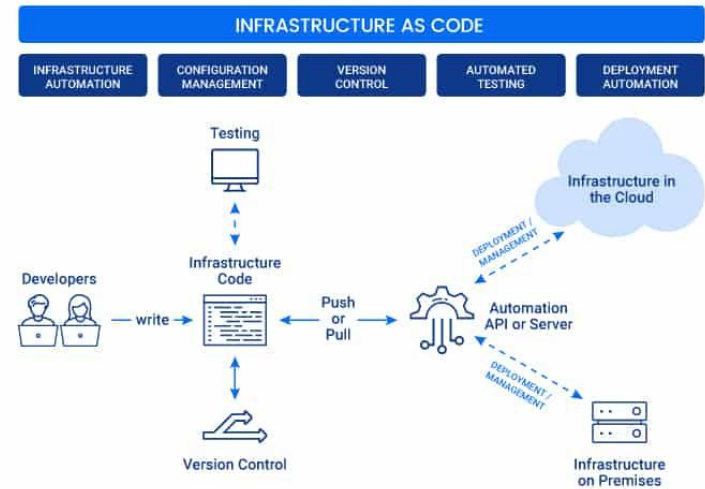 INFRASTRUCTURE AS CODE
INFRASTRUCTURE
AUTOMATION
CONFIGURATION
MANAGEMENT
VERSION
CONTROL
AUTOMATED
TESTING
DEPLOYMENT
AUTOMATION
Testing
Infrastructure in
the Cloud
DEPLOYMENT /
MANAGEMENT
Developers
Infrastructure
Code
write
Push
or
Pull
Automation
API or Server
DEPLOYMENT /
MANAGEMENT
Version Control
Infrastructure
on Premises